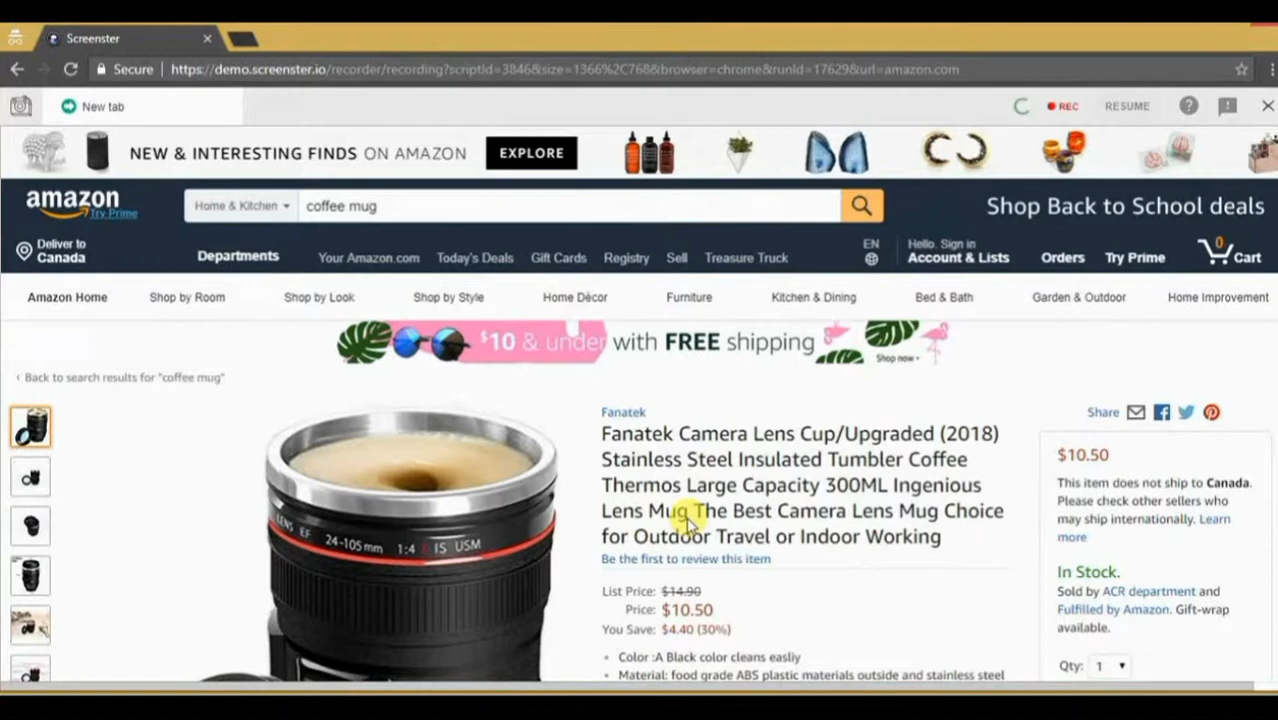 Screenster
Secure
https://demo.screenster.io/recorder/recording?scriptId=3846&size=1366%2C768&browser=chrome&runId=17629&url=amazon.com
New tab
REC
RESUME
NEW & INTERESTING FINDS ON AMAZON
EXPLORE
amazon
Try Prime
Home & Kitchen
coffee mug
Shop Back to School deals
Deliver to
Canada
Departments
Your Amazon.com
Today's Deals
Gift Cards
Registry
Sell
Treasure Truck
EN
Hello. Sign in
Account & Lists
Orders
Try Prime
0
Cart
Amazon Home
Shop by Room
Shop by Look
Shop by Style
Home Décor
Furniture
Kitchen & Dining
Bed & Bath
Garden & Outdoor
Home Improvement
$10 & under with FREE shipping
Shop now
Back to search results for "coffee mug"
LENS EF 24-105mm 1:4 IS USM
Fanatek
Fanatek Camera Lens Cup/Upgraded (2018)
Stainless Steel Insulated Tumbler Coffee
Thermos Large Capacity 300ML Ingenious
Lens Mug The Best Camera Lens Mug Choice
for Outdoor Travel or Indoor Working
Be the first to review this item
List Price: $14.90
Price: $10.50
You Save: $4.40 (30%)
Color :A Black color cleans easliy
Material: food grade ABS plastic materials outside and stainless steel
Share
$10.50
This item does not ship to Canada.
Please check other sellers who
may ship internationally. Learn
more
In Stock.
Sold by ACR department and
Fulfilled by Amazon. Gift-wrap
available.
Qty: 1